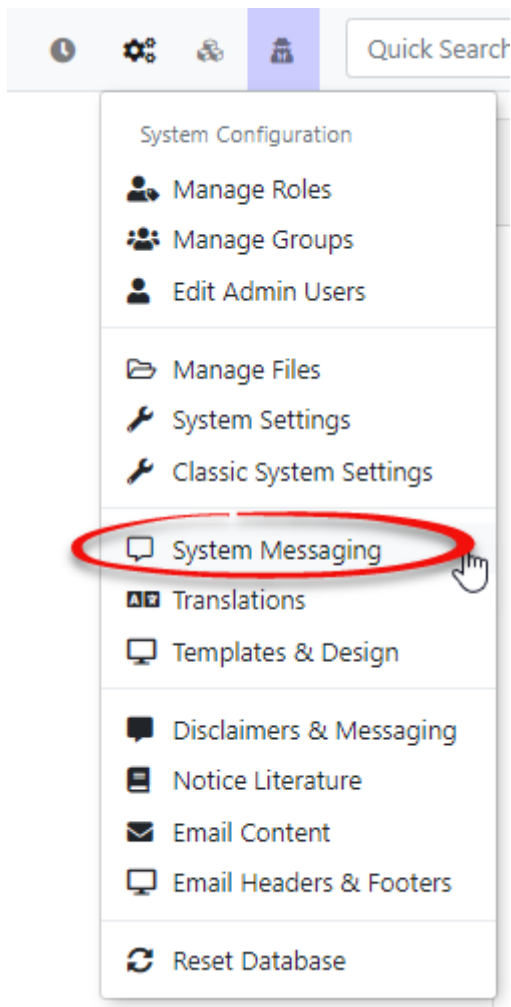 Quick Search
System Configuration
Manage Roles
Manage Groups
Edit Admin Users
Manage Files
System Settings
Classic System Settings
System Messaging
Translations
Templates & Design
Disclaimers & Messaging
Notice Literature
Email Content
Email Headers & Footers
Reset Database